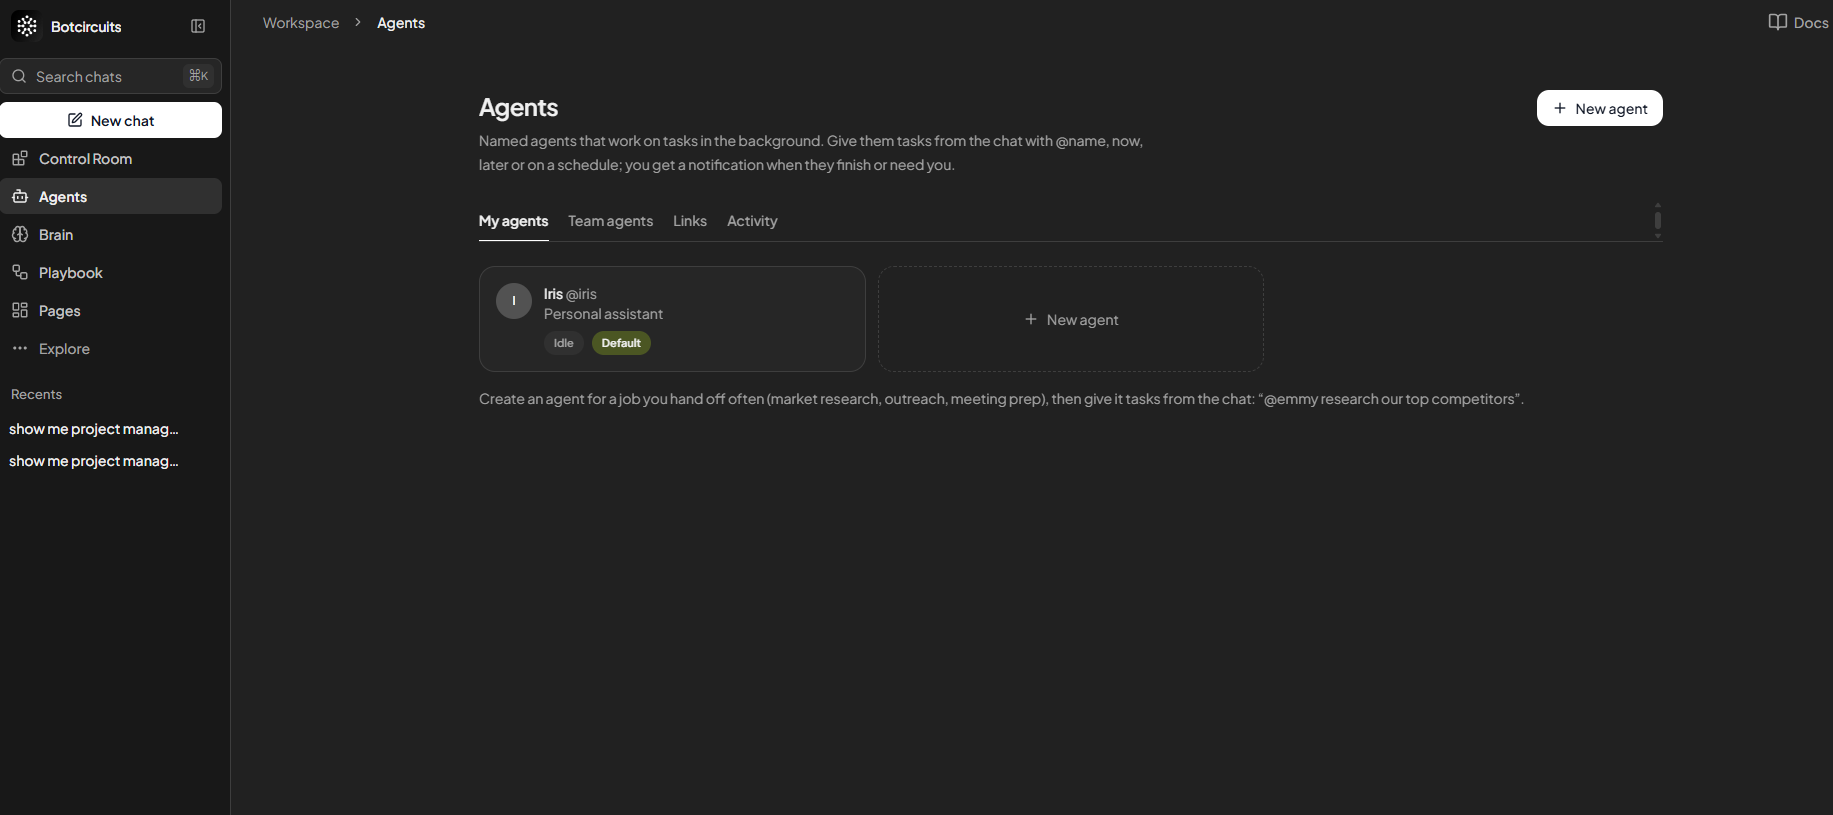 Botcircuits
Search chats ⌘K
New chat
Control Room
Agents
Brain
Playbook
Pages
Explore
Recents
show me project manag...
show me project manag...
Workspace > Agents
Docs
Agents
New agent
Named agents that work on tasks in the background. Give them tasks from the chat with @name, now,
later or on a schedule; you get a notification when they finish or need you.
My agents Team agents Links Activity
I
Iris @iris
Personal assistant
Idle Default
New agent
Create an agent for a job you hand off often (market research, outreach, meeting prep), then give it tasks from the chat: “@emmy research our top competitors”.